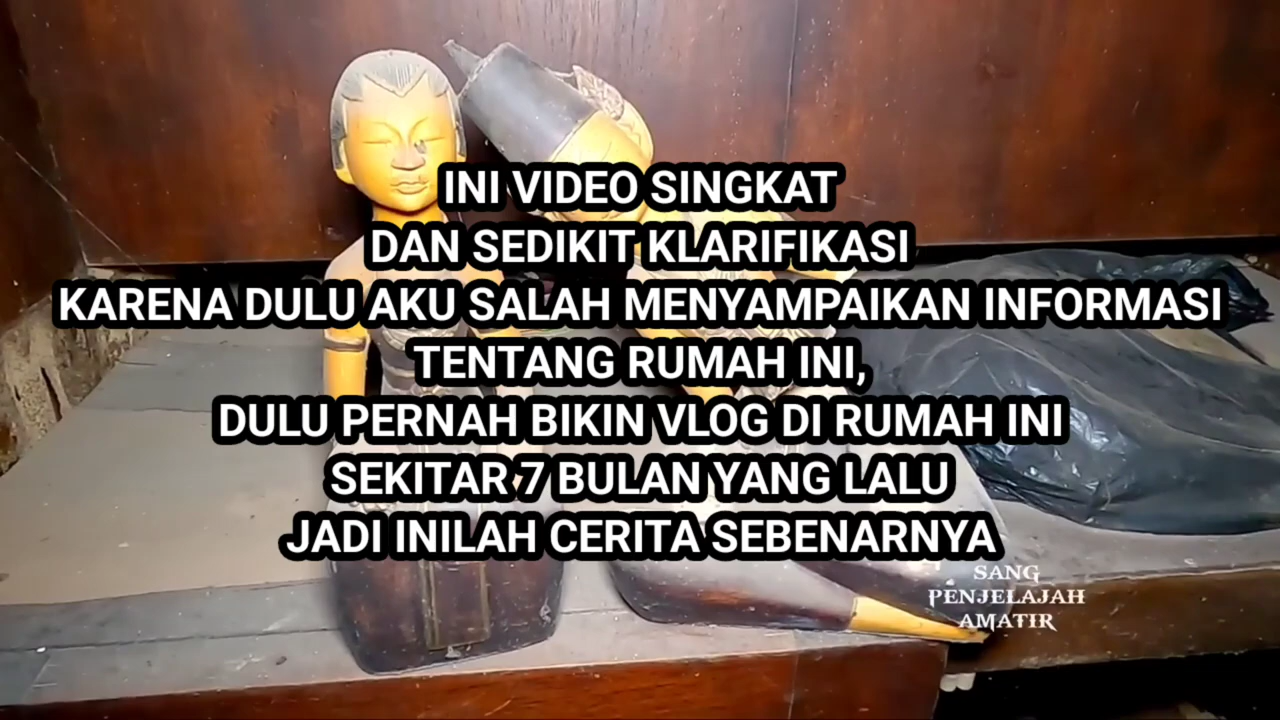 INI VIDEO SINGKAT
DAN SEDIKIT KLARIFIKASI
KARENA DULU AKU SALAH MENYAMPAIKAN INFORMASI
TENTANG RUMAH INI,
DULU PERNAH BIKIN VLOG DI RUMAH INI
SEKITAR 7 BULAN YANG LALU
JADI INILAH CERITA SEBENARNYA
SANG
PENJELAJAH
AMATIR